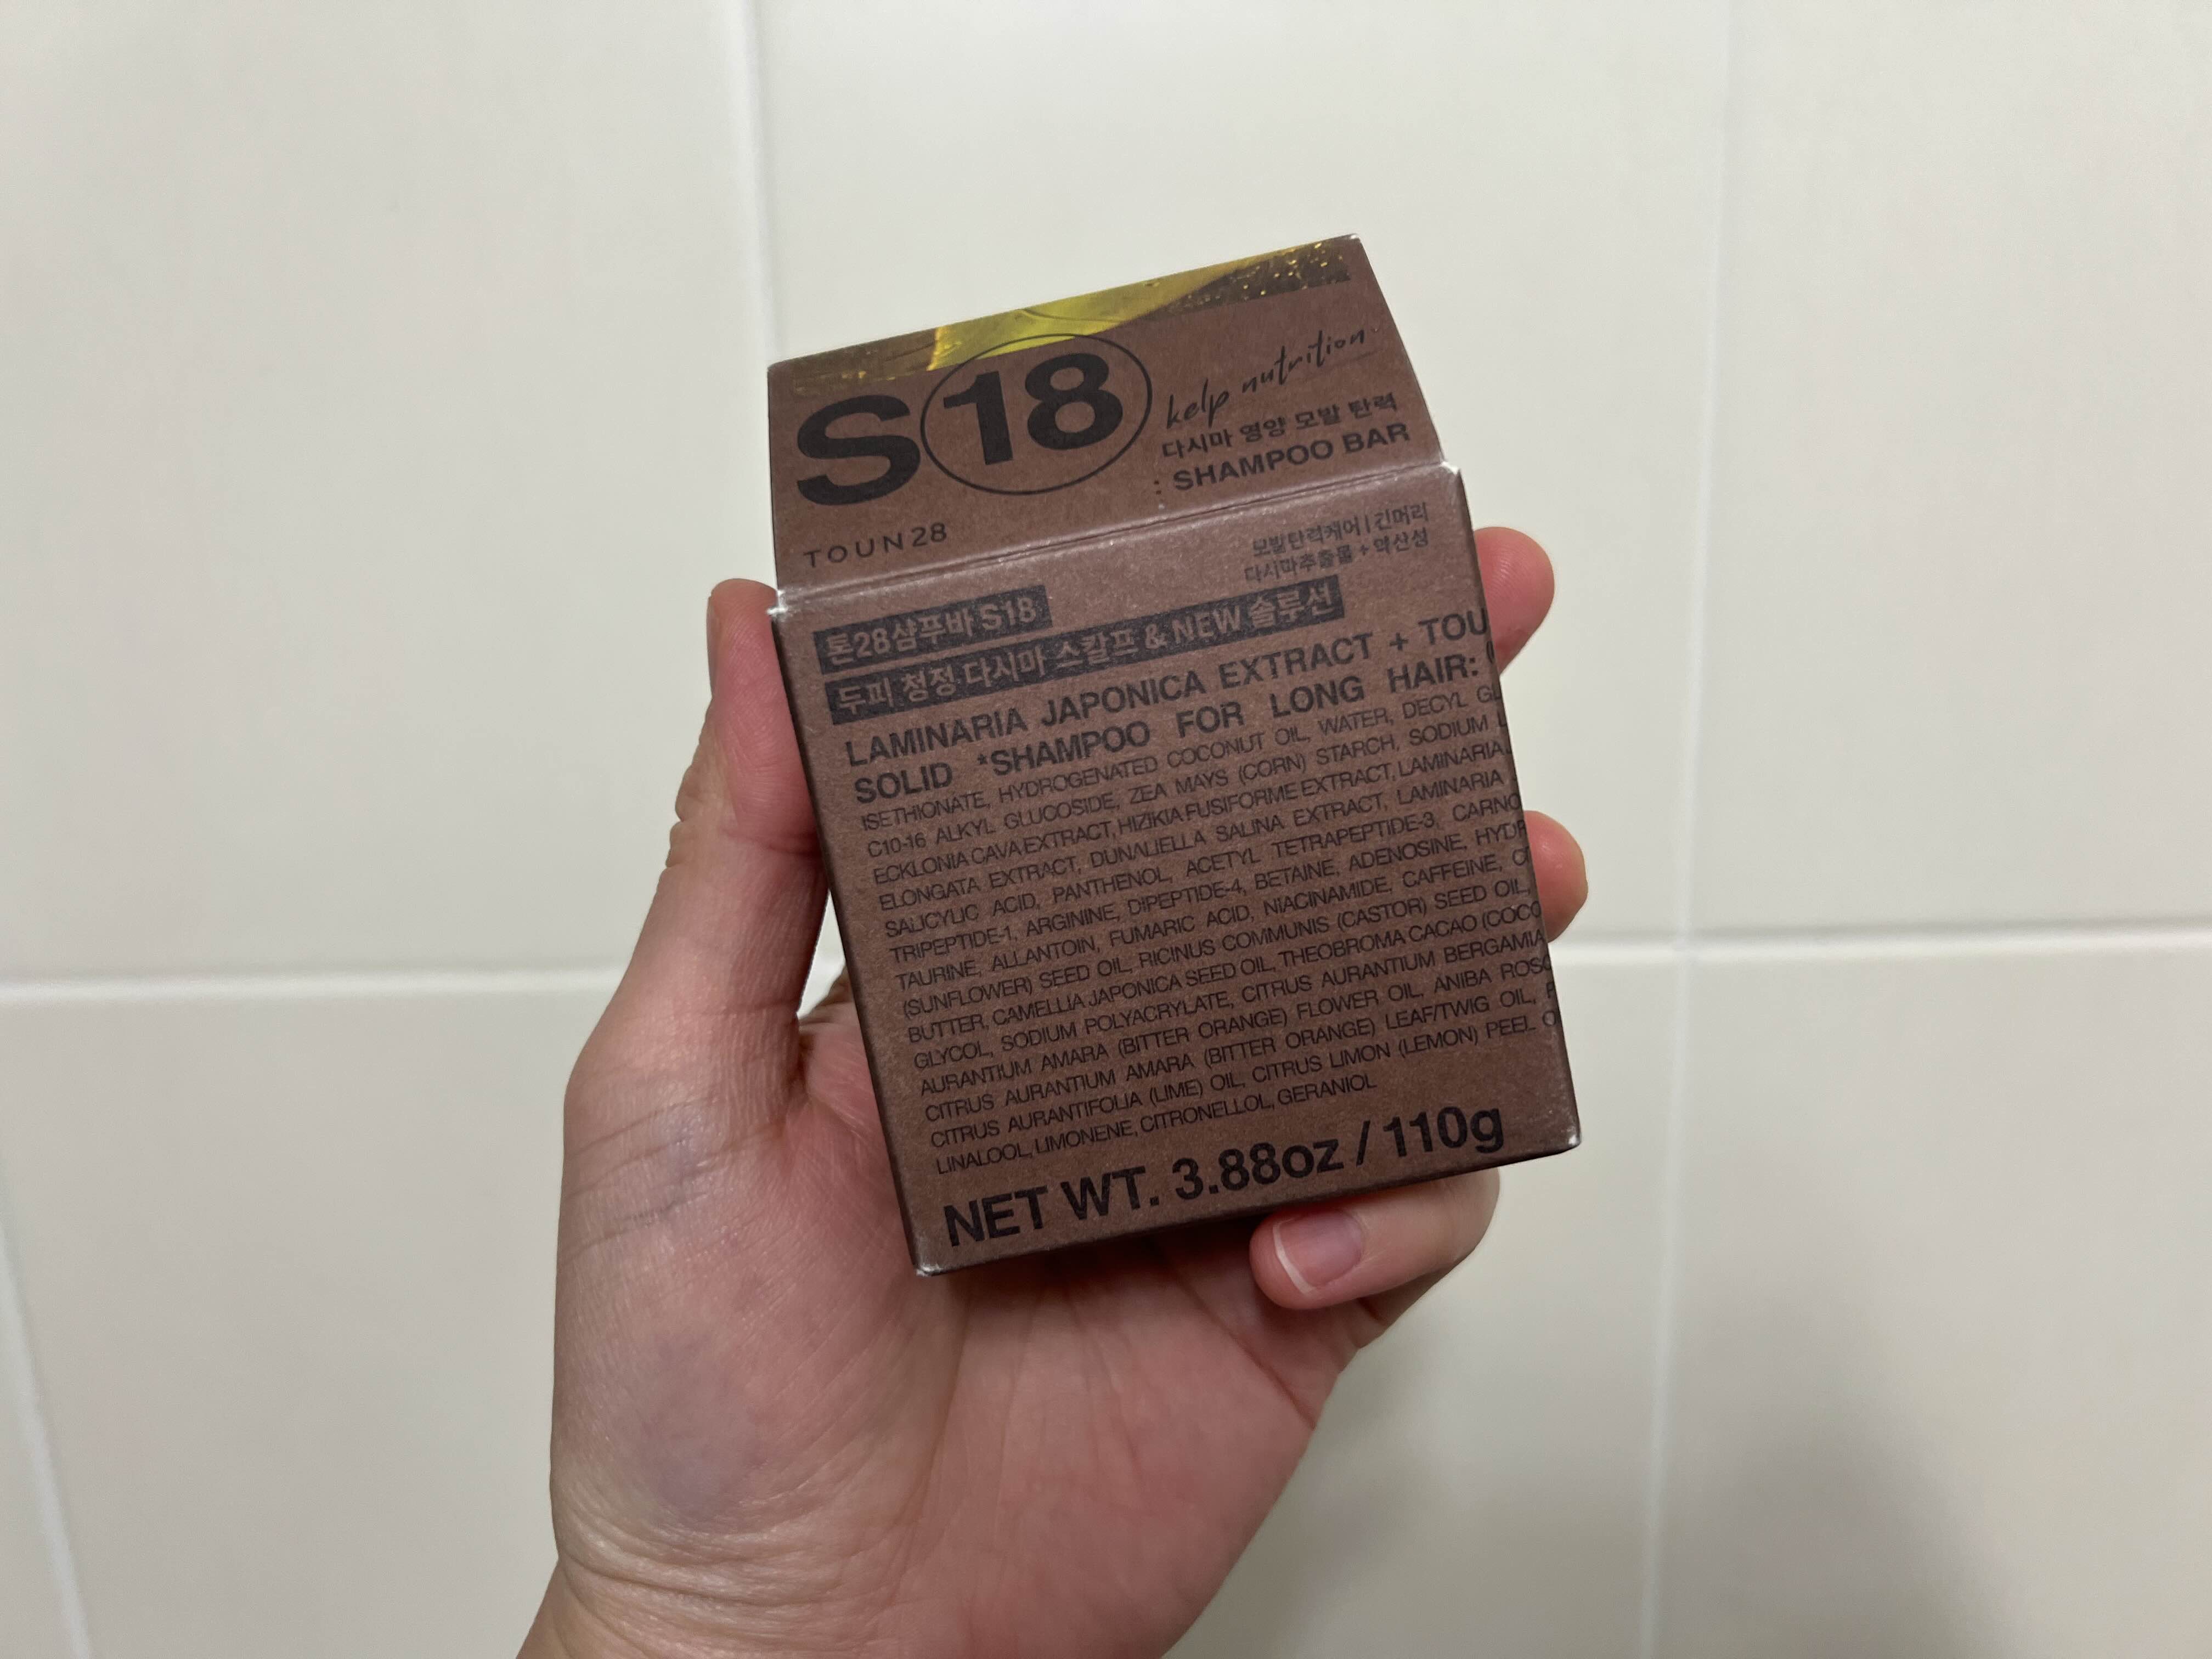 S18
kelp nutrition
다시마 영양 모발 탄력
: SHAMPOO BAR
TOUN28
모발탄력케어 | 긴머리
다시마추출물 + 약산성
톤28샴푸바 S18
두피 청정 다시마 스칼프 & NEW 솔루션
LAMINARIA JAPONICA EXTRACT + TOU
SOLID *SHAMPOO FOR LONG HAIR:
ISETHIONATE, HYDROGENATED COCONUT OIL, WATER, DECYL GL
C10-16 ALKYL GLUCOSIDE, ZEA MAYS (CORN) STARCH, SODIUM L
ECKLONIA CAVA EXTRACT, HIZIKIA FUSIFORME EXTRACT, LAMINARIA
ELONGATA EXTRACT, DUNALIELLA SALINA EXTRACT, LAMINARIA
SALICYLIC ACID, PANTHENOL, ACETYL TETRAPEPTIDE-3, CARNO
TRIPEPTIDE-1, ARGININE, DIPEPTIDE-4, BETAINE, ADENOSINE, HYDR
TAURINE, ALLANTOIN, FUMARIC ACID, NIACINAMIDE, CAFFEINE,
(SUNFLOWER) SEED OIL, RICINUS COMMUNIS (CASTOR) SEED OIL,
BUTTER, CAMELLIA JAPONICA SEED OIL, THEOBROMA CACAO (COCO
GLYCOL, SODIUM POLYACRYLATE, CITRUS AURANTIUM BERGAMIA
AURANTIUM AMARA (BITTER ORANGE) FLOWER OIL, ANIBA ROSO
CITRUS AURANTIUM AMARA (BITTER ORANGE) LEAF/TWIG OIL,
CITRUS AURANTIFOLIA (LIME) OIL, CITRUS LIMON (LEMON) PEEL O
LINALOOL, LIMONENE, CITRONELLOL, GERANIOL
NET WT. 3.88oz / 110g